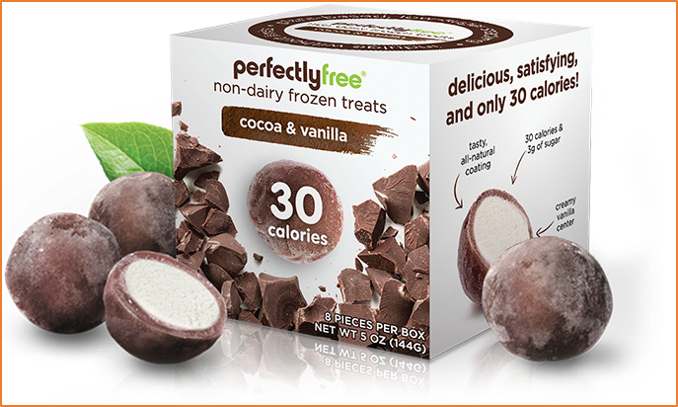 perfectlyfree®
non-dairy frozen treats
cocoa & vanilla
30
calories
8 PIECES PER BOX
NET WT 5 OZ (144G)
delicious, satisfying,
and only 30 calories!
tasty,
all-natural
coating
30 calories &
3g of sugar
creamy
vanilla
center